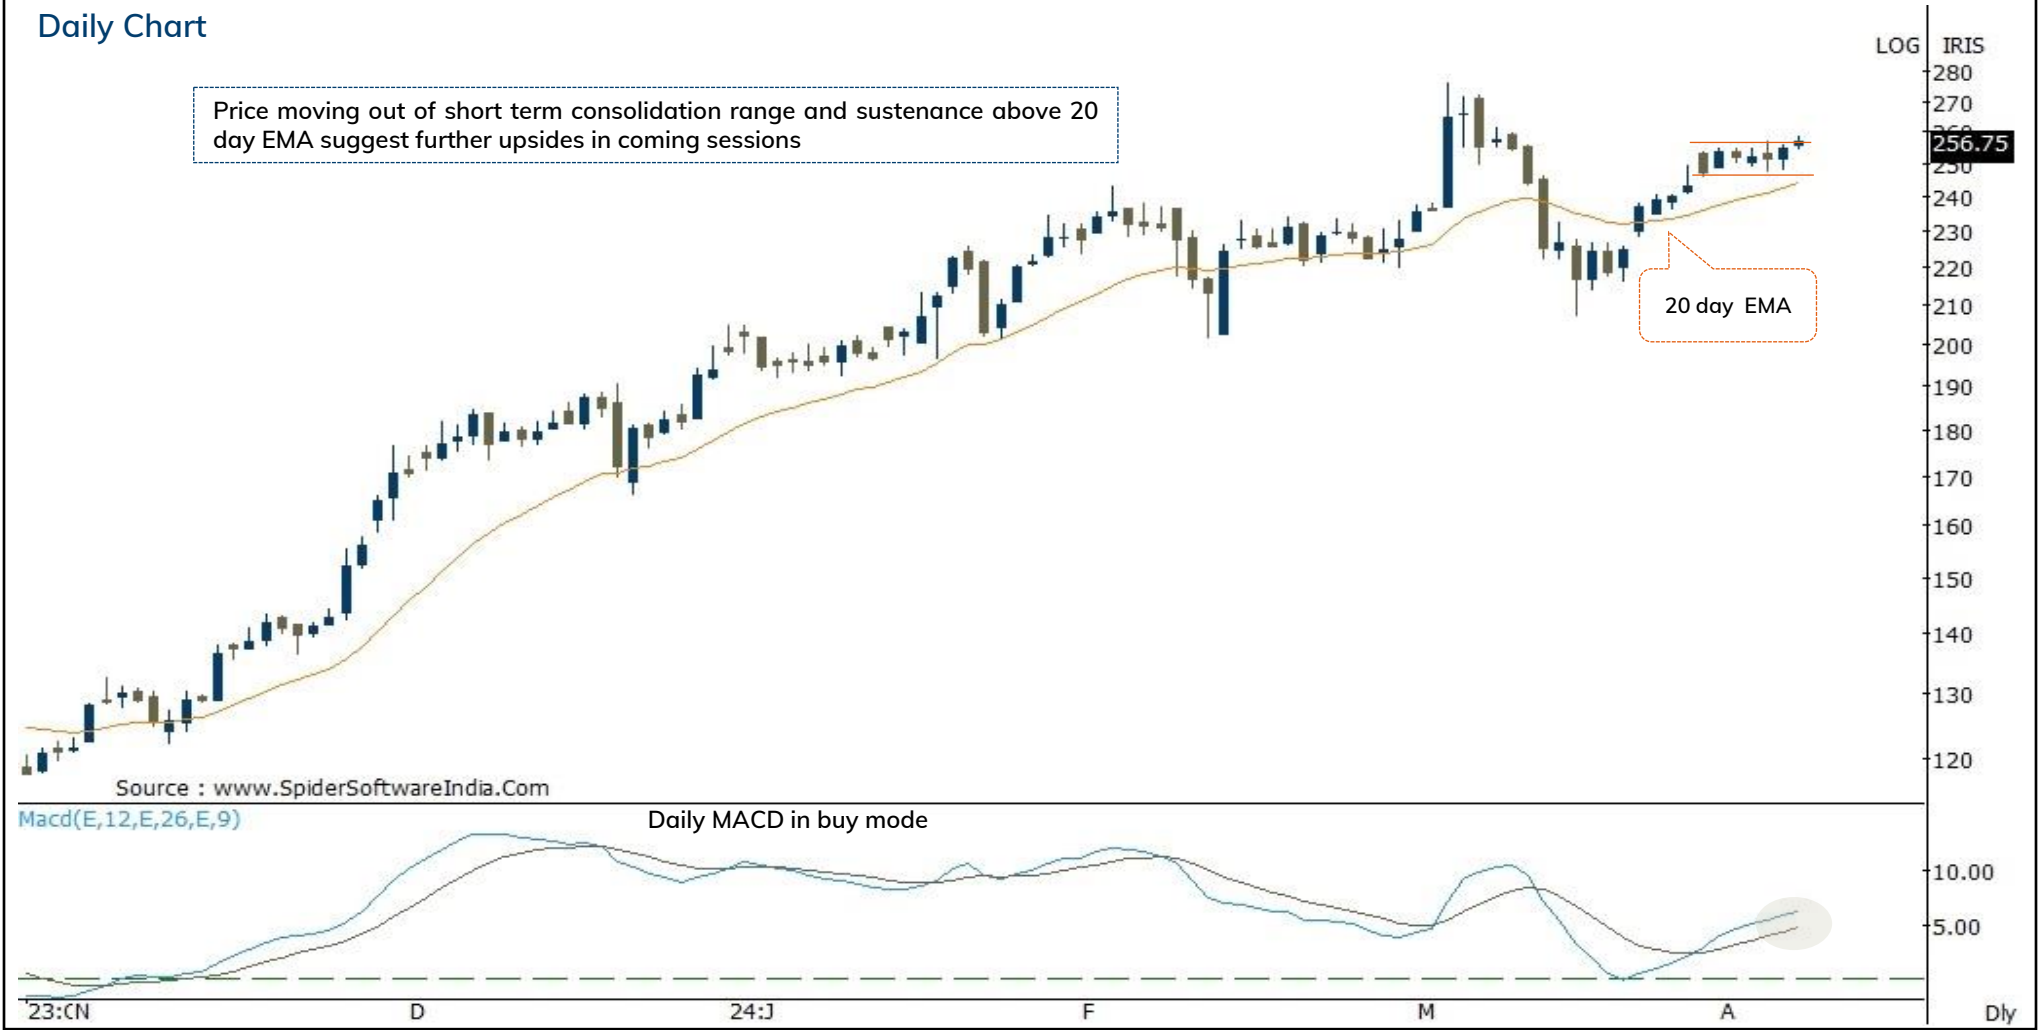 Daily Chart
LOG IRIS
Price moving out of short term consolidation range and sustenance above 20
day EMA suggest further upsides in coming sessions
280
270
260
256.75
250
240
230
220
20 day EMA
210
200
190
180
170
160
150
140
130
120
Source : www.SpiderSoftwareIndia.Com
Macd(E,12,E,26,E,9)
Daily MACD in buy mode
10.00
5.00
D
24:J
F
M
A
Dly